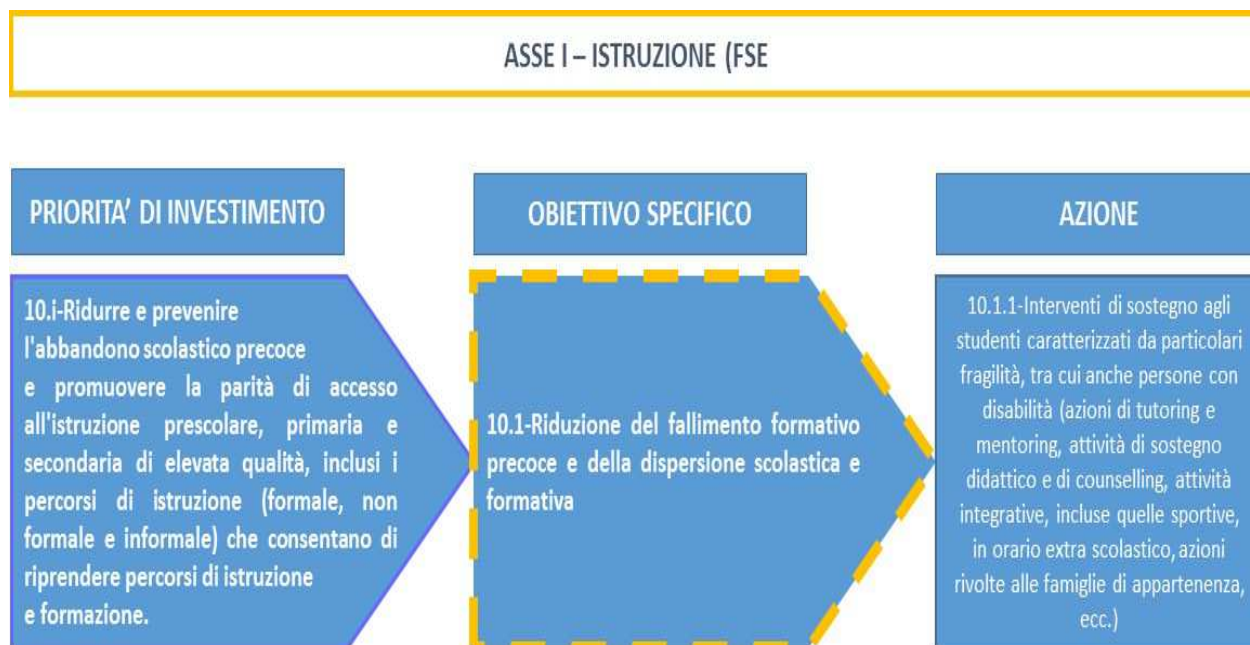 ASSE I – ISTRUZIONE (FSE
PRIORITA’ DI INVESTIMENTO
10.i-Ridurre e prevenire
l'abbandono scolastico precoce
e promuovere la parità di accesso
all'istruzione prescolare, primaria e
secondaria di elevata qualità, inclusi i
percorsi di istruzione (formale, non
formale e informale) che consentano di
riprendere percorsi di istruzione
e formazione.
OBIETTIVO SPECIFICO
10.1-Riduzione del fallimento formativo
precoce e della dispersione scolastica e
formativa
AZIONE
10.1.1-Interventi di sostegno agli
studenti caratterizzati da particolari
fragilità, tra cui anche persone con
disabilità (azioni di tutoring e
mentoring, attività di sostegno
didattico e di counselling, attività
integrative, incluse quelle sportive,
in orario extra scolastico, azioni
rivolte alle famiglie di appartenenza,
ecc.)